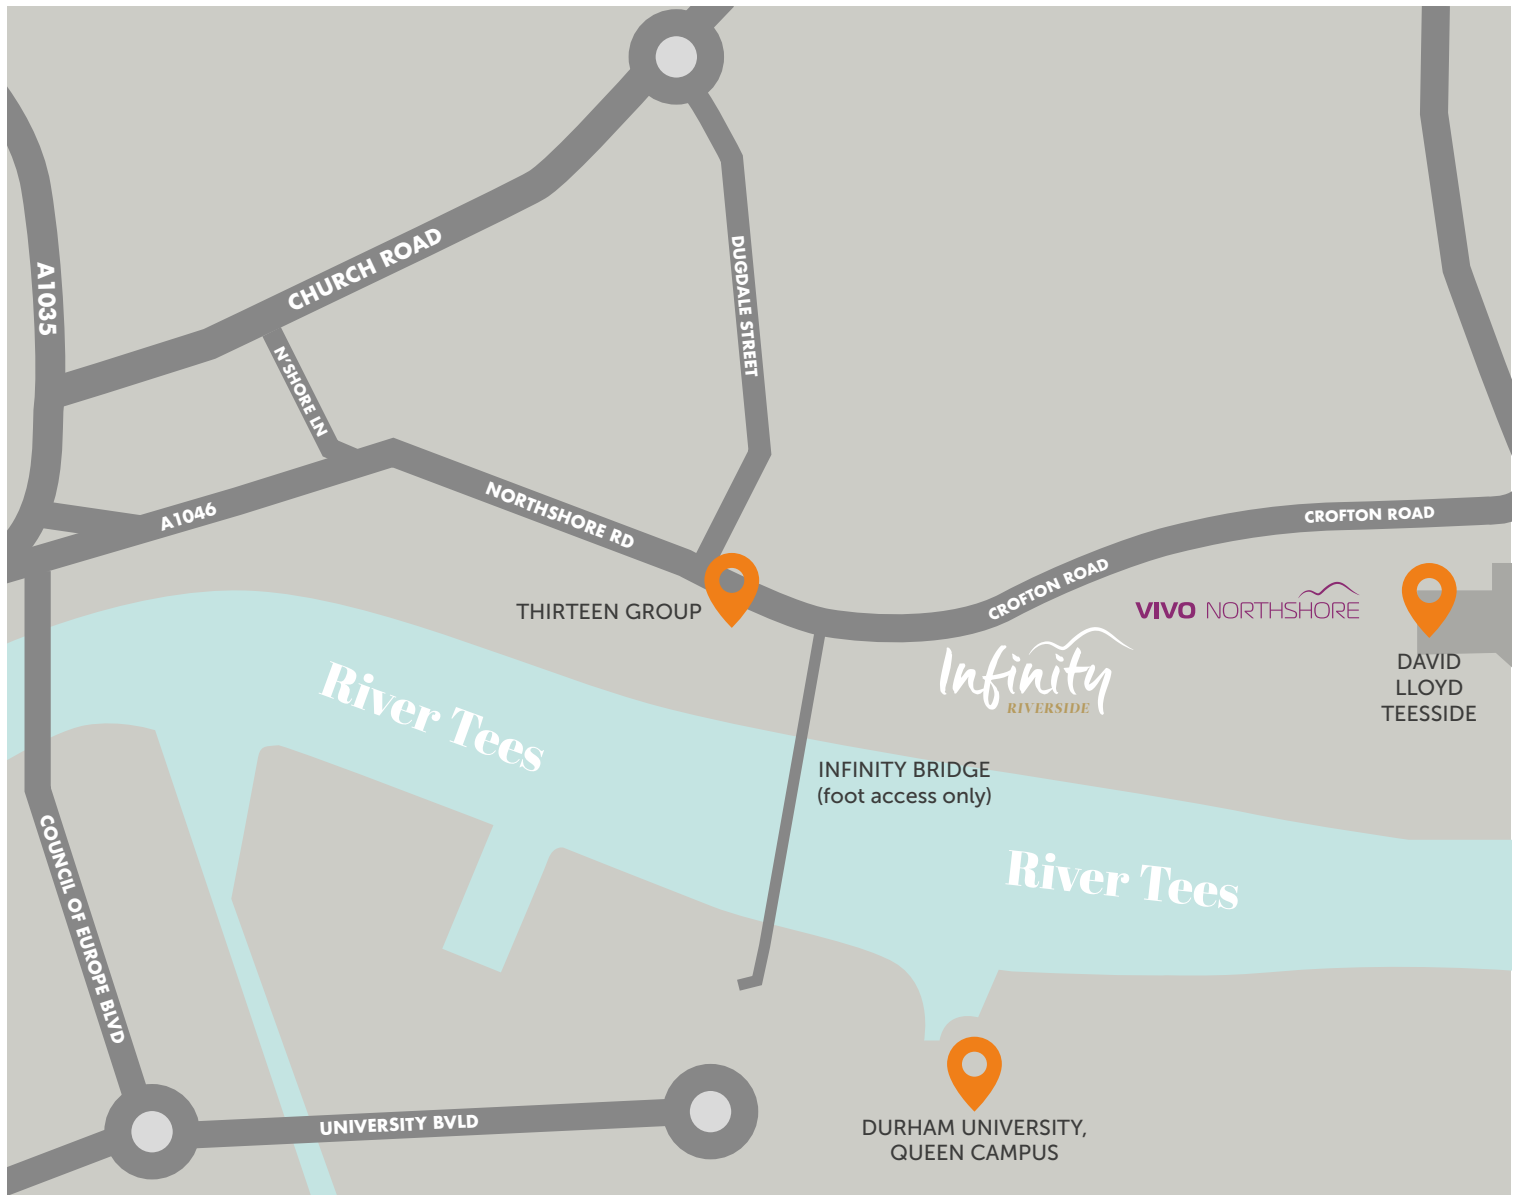 CHURCH ROAD
DUGDALE STREET
A1035
N'SHORE LN
A1046
NORTHSHORE RD
CROFTON ROAD
CROFTON ROAD
THIRTEEN GROUP
VIVO NORTHSHORE
Infinity
RIVERSIDE
DAVID
LLOYD
TEESSIDE
River Tees
INFINITY BRIDGE
(foot access only)
River Tees
COUNCIL OF EUROPE BLVD
UNIVERSITY BVLD
DURHAM UNIVERSITY,
QUEEN CAMPUS